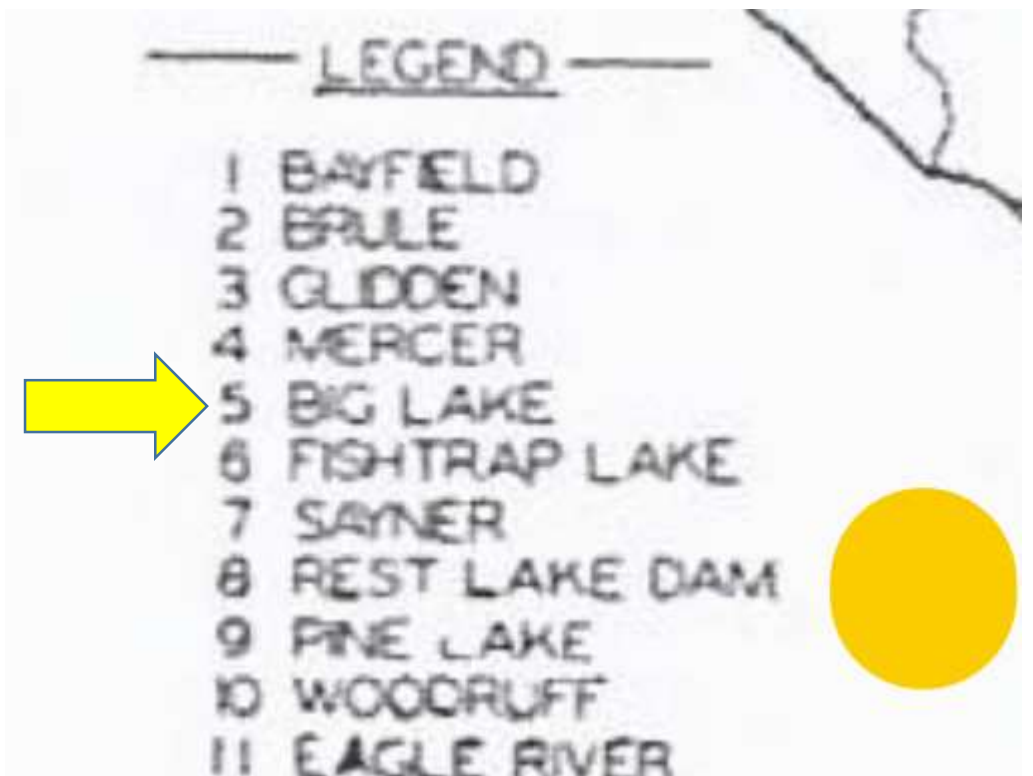 LEGEND
1 BAYFIELD
2 BRULE
3 GLIDDEN
4 MERCER
5 BIG LAKE
6 FISHTRAP LAKE
7 SAYNER
8 REST LAKE DAM
9 PINE LAKE
10 WOODRUFF
11 EAGLE RIVER